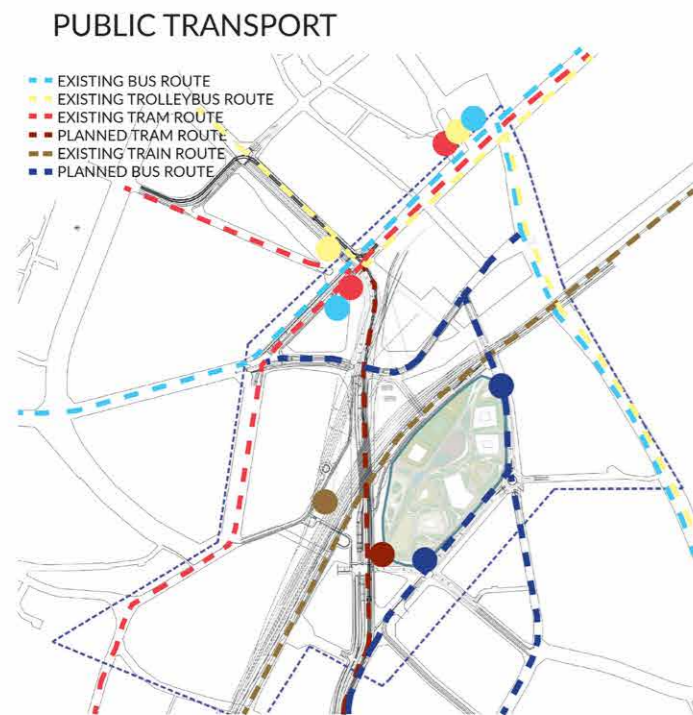 PUBLIC TRANSPORT
EXISTING BUS ROUTE
EXISTING TROLLEYBUS ROUTE
EXISTING TRAM ROUTE
PLANNED TRAM ROUTE
EXISTING TRAIN ROUTE
PLANNED BUS ROUTE